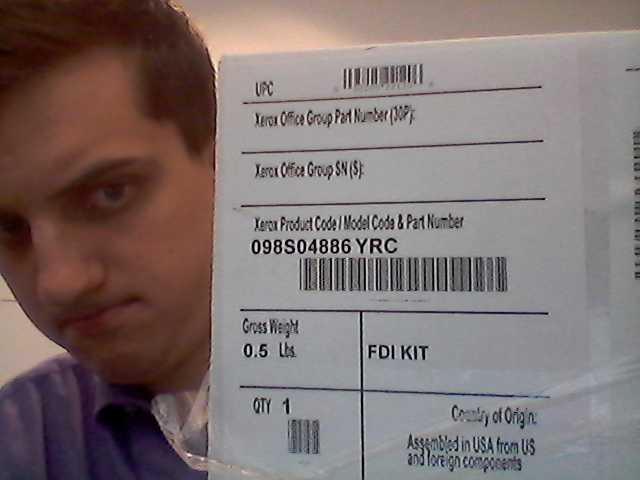 UPC
Xerox Office Group Part Number (30P):
Xerox Office Group SN (S):
Xerox Product Code / Model Code & Part Number
098S04886 YRC
Gross Weight
0.5 Lbs.
FDI KIT
QTY 1
Country of Origin:
Assembled in USA from US
and foreign components